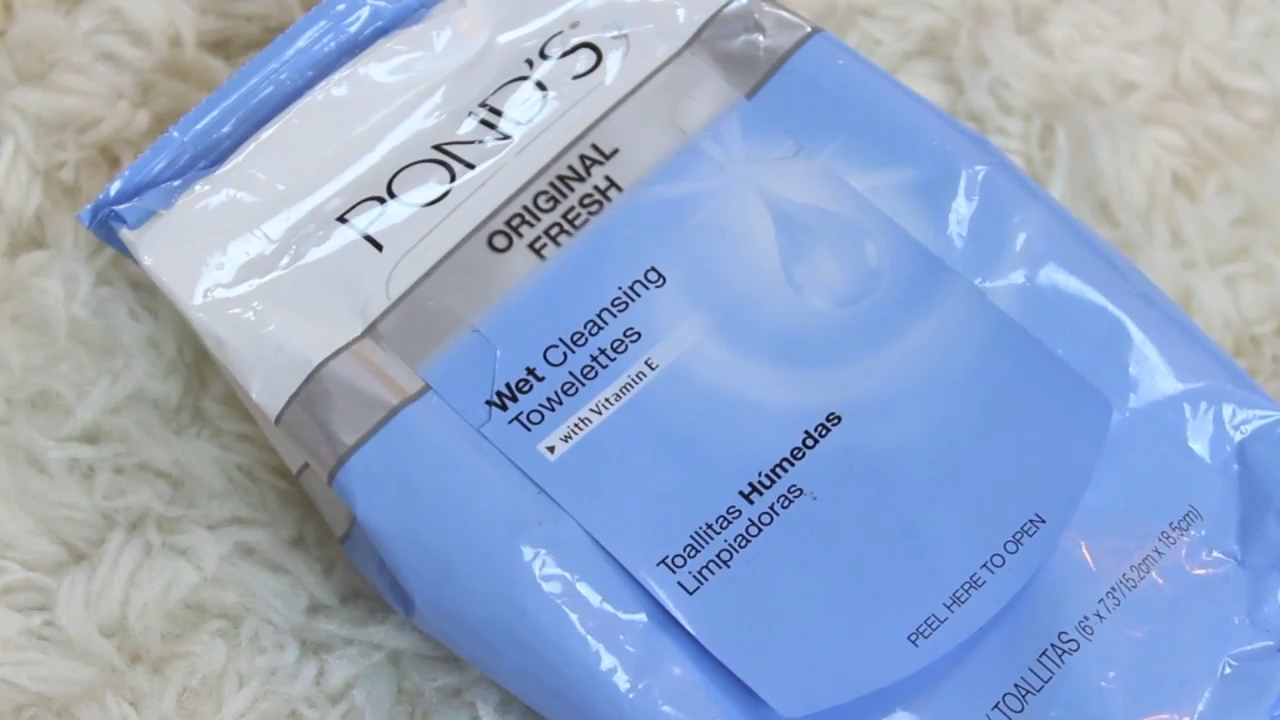 POND'S
ORIGINAL
FRESH
Wet Cleansing
Towelettes
▶ with Vitamin E
Toallitas Húmedas
Limpiadoras
PEEL HERE TO OPEN
/ TOALLITAS (6" x 7.3"/15.2cm x 18.5cm)